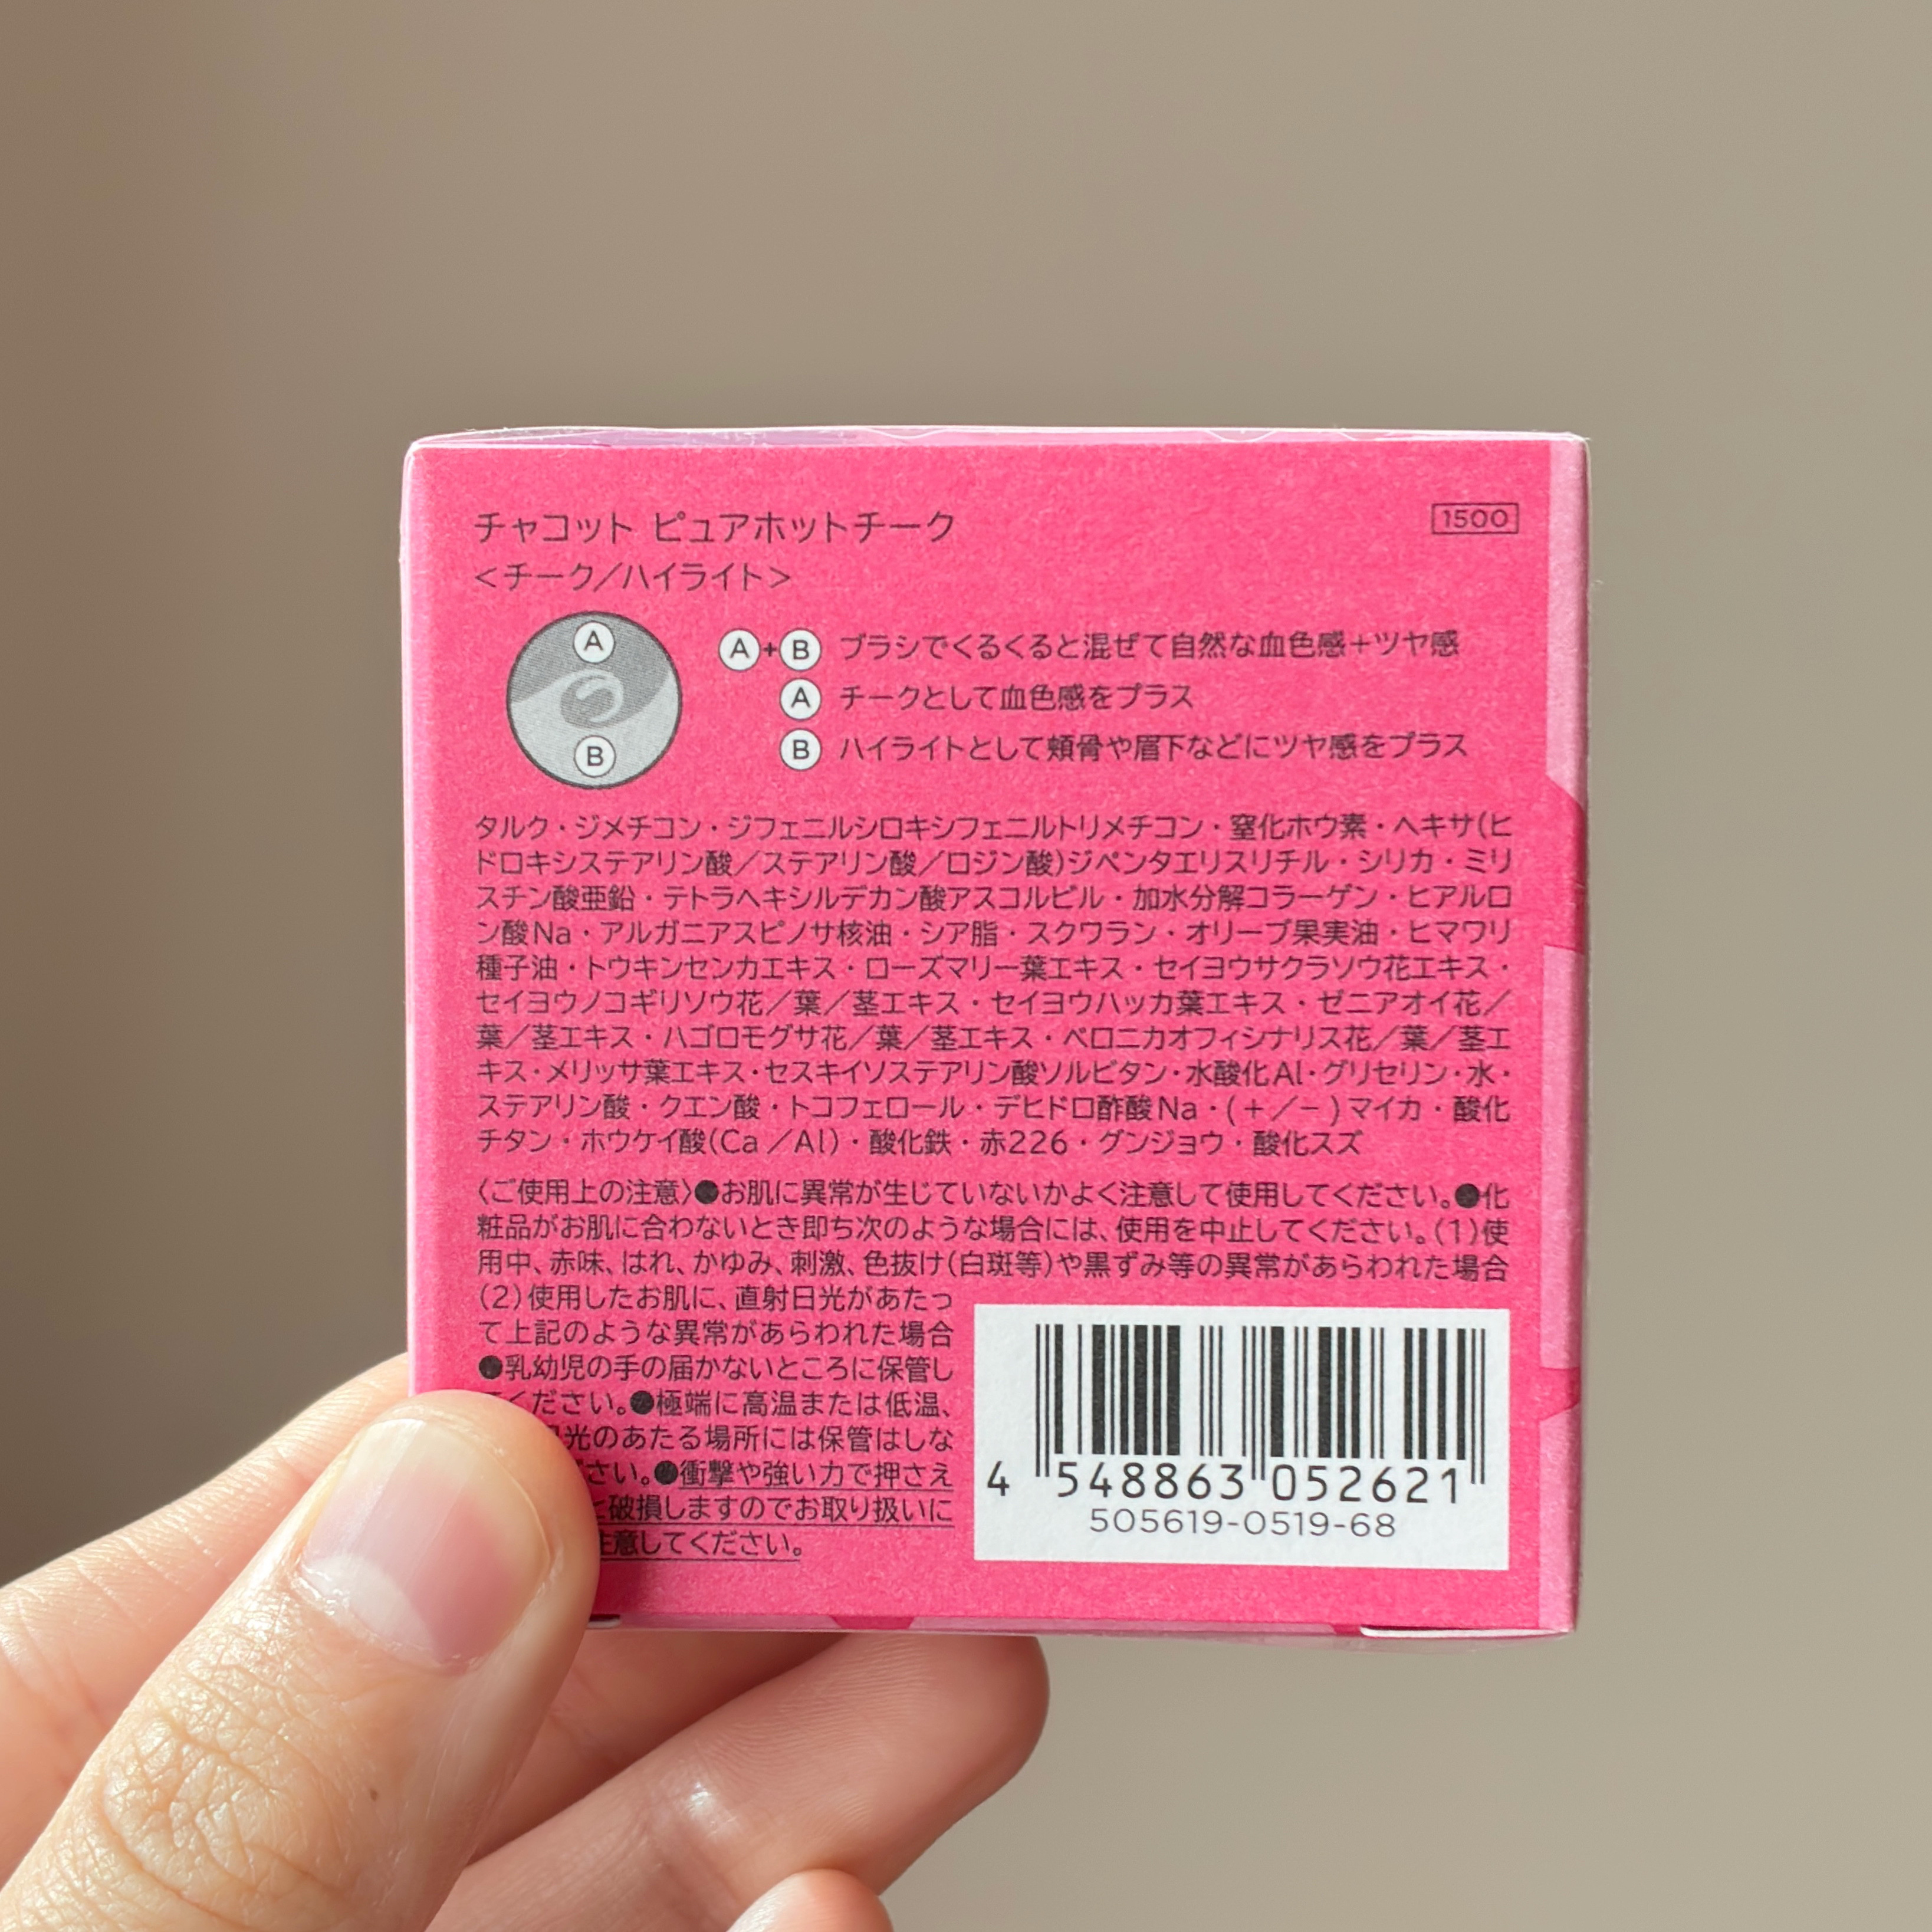 チャコット ピュアホットチーク
1500
＜チーク／ハイライト＞
A
B
A+B ブラシでくるくると混ぜて自然な血色感＋ツヤ感
A チークとして血色感をプラス
B ハイライトとして頬骨や眉下などにツヤ感をプラス
タルク・ジメチコン・ジフェニルシロキシフェニルトリメチコン・窒化ホウ素・ヘキサ(ヒ
ドロキシステアリン酸／ステアリン酸／ロジン酸)ジペンタエリスリチル・シリカ・ミリ
スチン酸亜鉛・テトラヘキシルデカン酸アスコルビル・加水分解コラーゲン・ヒアルロ
ン酸Na・アルガニアスピノサ核油・シア脂・スクワラン・オリーブ果実油・ヒマワリ
種子油・トウキンセンカエキス・ローズマリー葉エキス・セイヨウサクラソウ花エキス・
セイヨウノコギリソウ花／葉／茎エキス・セイヨウハッカ葉エキス・ゼニアオイ花／
葉／茎エキス・ハゴロモグサ花／葉／茎エキス・ベロニカオフィシナリス花／葉／茎エ
キス・メリッサ葉エキス・セスキイソステアリン酸ソルビタン・水酸化Al・グリセリン・水・
ステアリン酸・クエン酸・トコフェロール・デヒドロ酢酸Na・(＋／－)マイカ・酸化
チタン・ホウケイ酸(Ca／Al)・酸化鉄・赤226・グンジョウ・酸化スズ
〈ご使用上の注意〉●お肌に異常が生じていないかよく注意して使用してください。●化
粧品がお肌に合わないとき即ち次のような場合には、使用を中止してください。(1)使
用中、赤味、はれ、かゆみ、刺激、色抜け(白斑等)や黒ずみ等の異常があらわれた場合
(2)使用したお肌に、直射日光があたっ
て上記のような異常があらわれた場合
●乳幼児の手の届かないところに保管し
ください。●極端に高温または低温、
光のあたる場所には保管はしな
さい。●衝撃や強い力で押さえ
と破損しますのでお取り扱いに
注意してください。
4 548863 052621
505619-0519-68